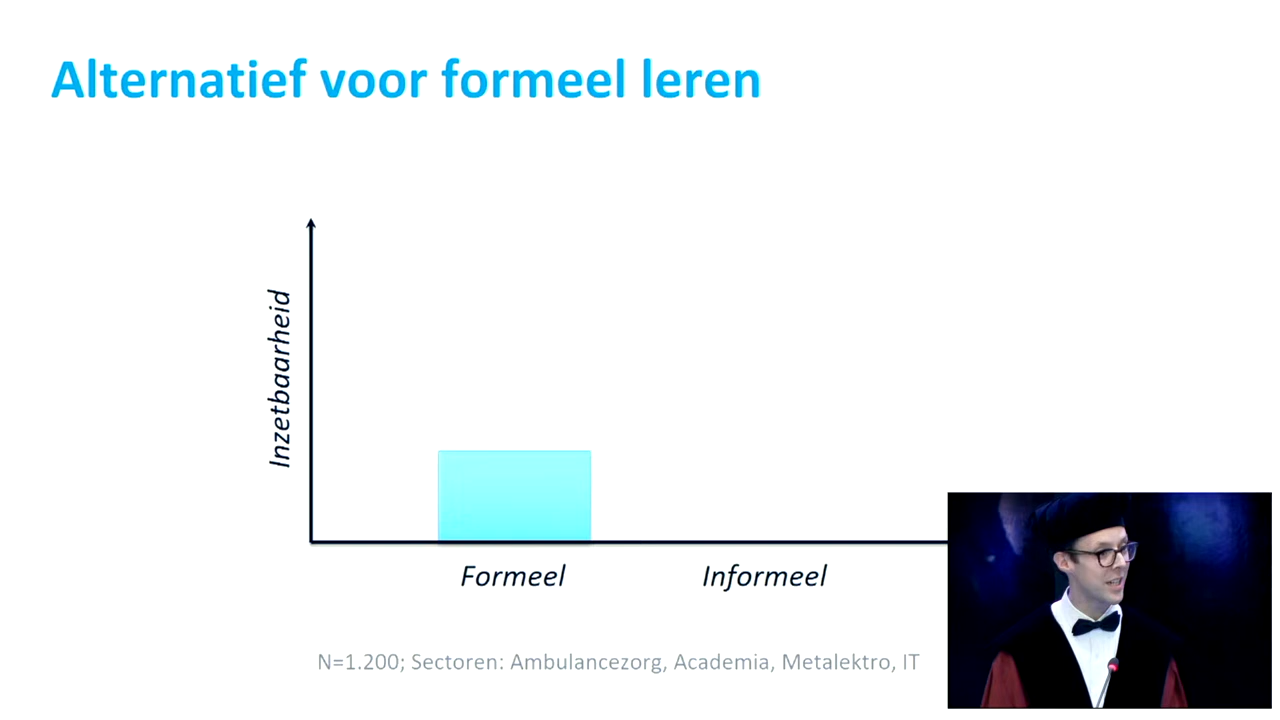 Alternatief voor formeel leren
Inzetbaarheid
Formeel
Informeel
N=1.200; Sectoren: Ambulancezorg, Academia, Metalektro, IT